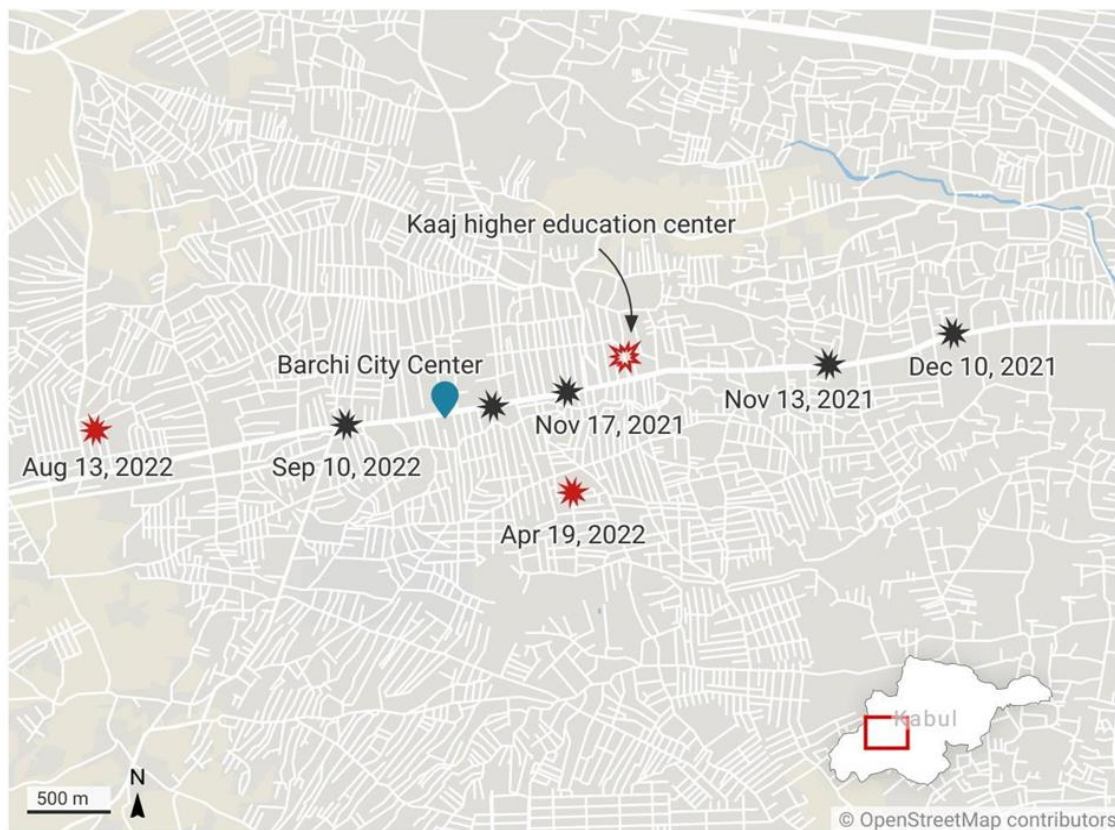 Kaaj higher education center
Barchi City Center
Dec 10, 2021
Nov 13, 2021
Nov 17, 2021
Aug 13, 2022
Sep 10, 2022
Apr 19, 2022
Kabul
N
500 m
© OpenStreetMap contributors